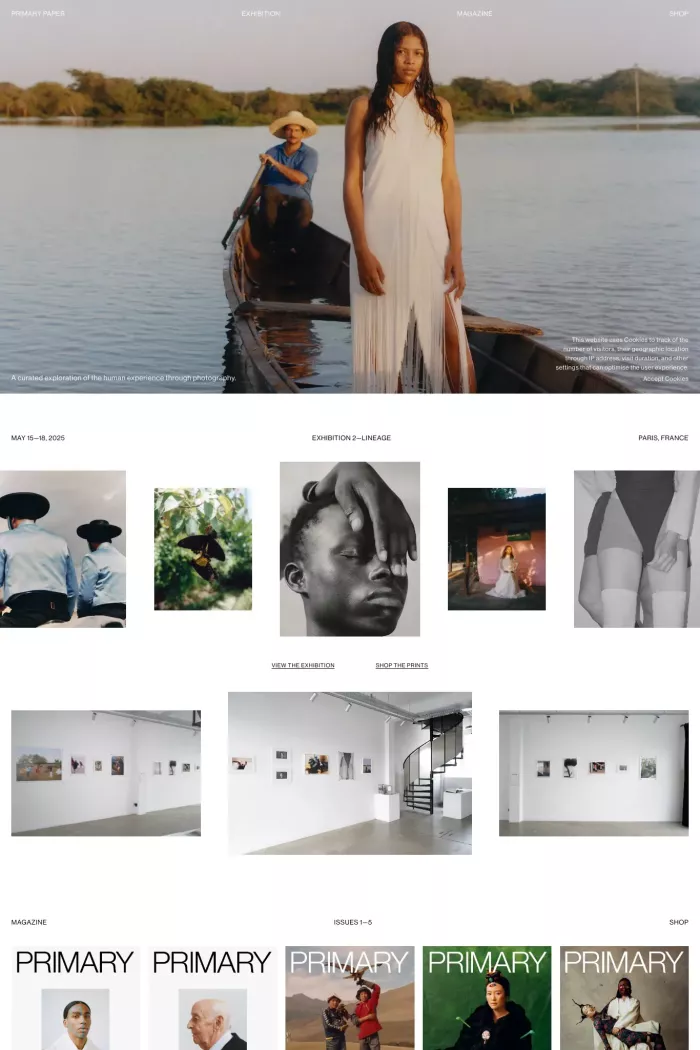 PRIMARY PAPER
EXHIBITION
MAGAZINE
SHOP
This website uses Cookies to track of the
number of visitors, their geographic location
through IP address, visit duration, and other
settings that can optimise the user experience.
Accept Cookies
A curated exploration of the human experience through photography.
MAY 15—18, 2025
EXHIBITION 2—LINEAGE
PARIS, FRANCE
VIEW THE EXHIBITION
SHOP THE PRINTS
MAGAZINE
ISSUES 1—5
SHOP
PRIMARY
PRIMARY
PRIMARY
PRIMARY
PRIMARY